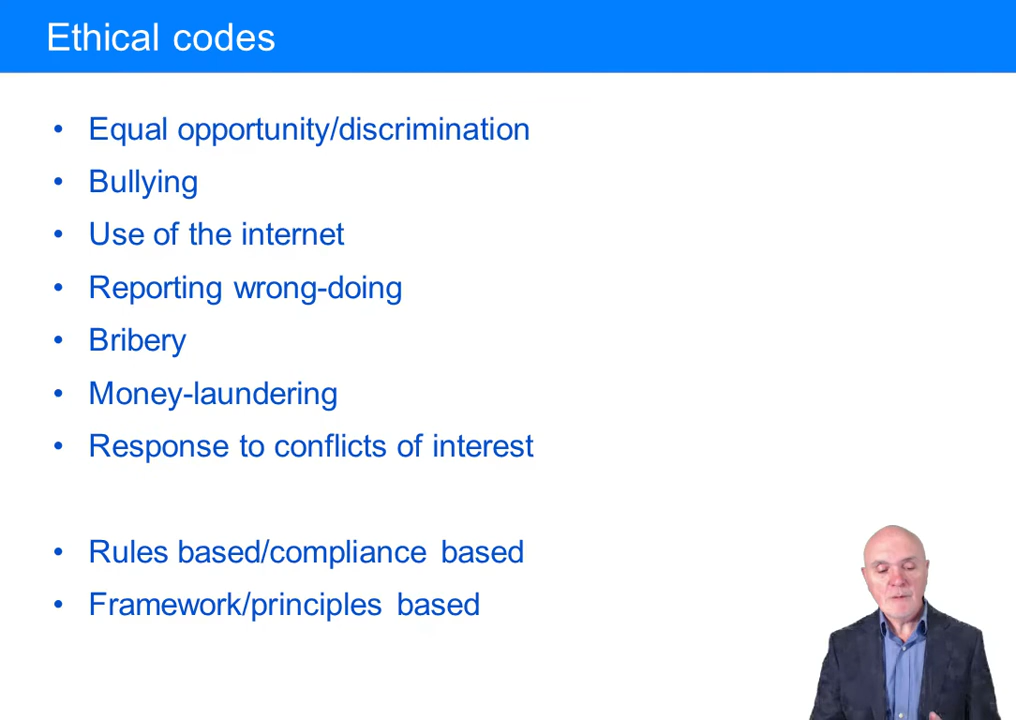 Ethical codes
• Equal opportunity/discrimination
• Bullying
• Use of the internet
• Reporting wrong-doing
• Bribery
• Money-laundering
• Response to conflicts of interest
• Rules based/compliance based
• Framework/principles based